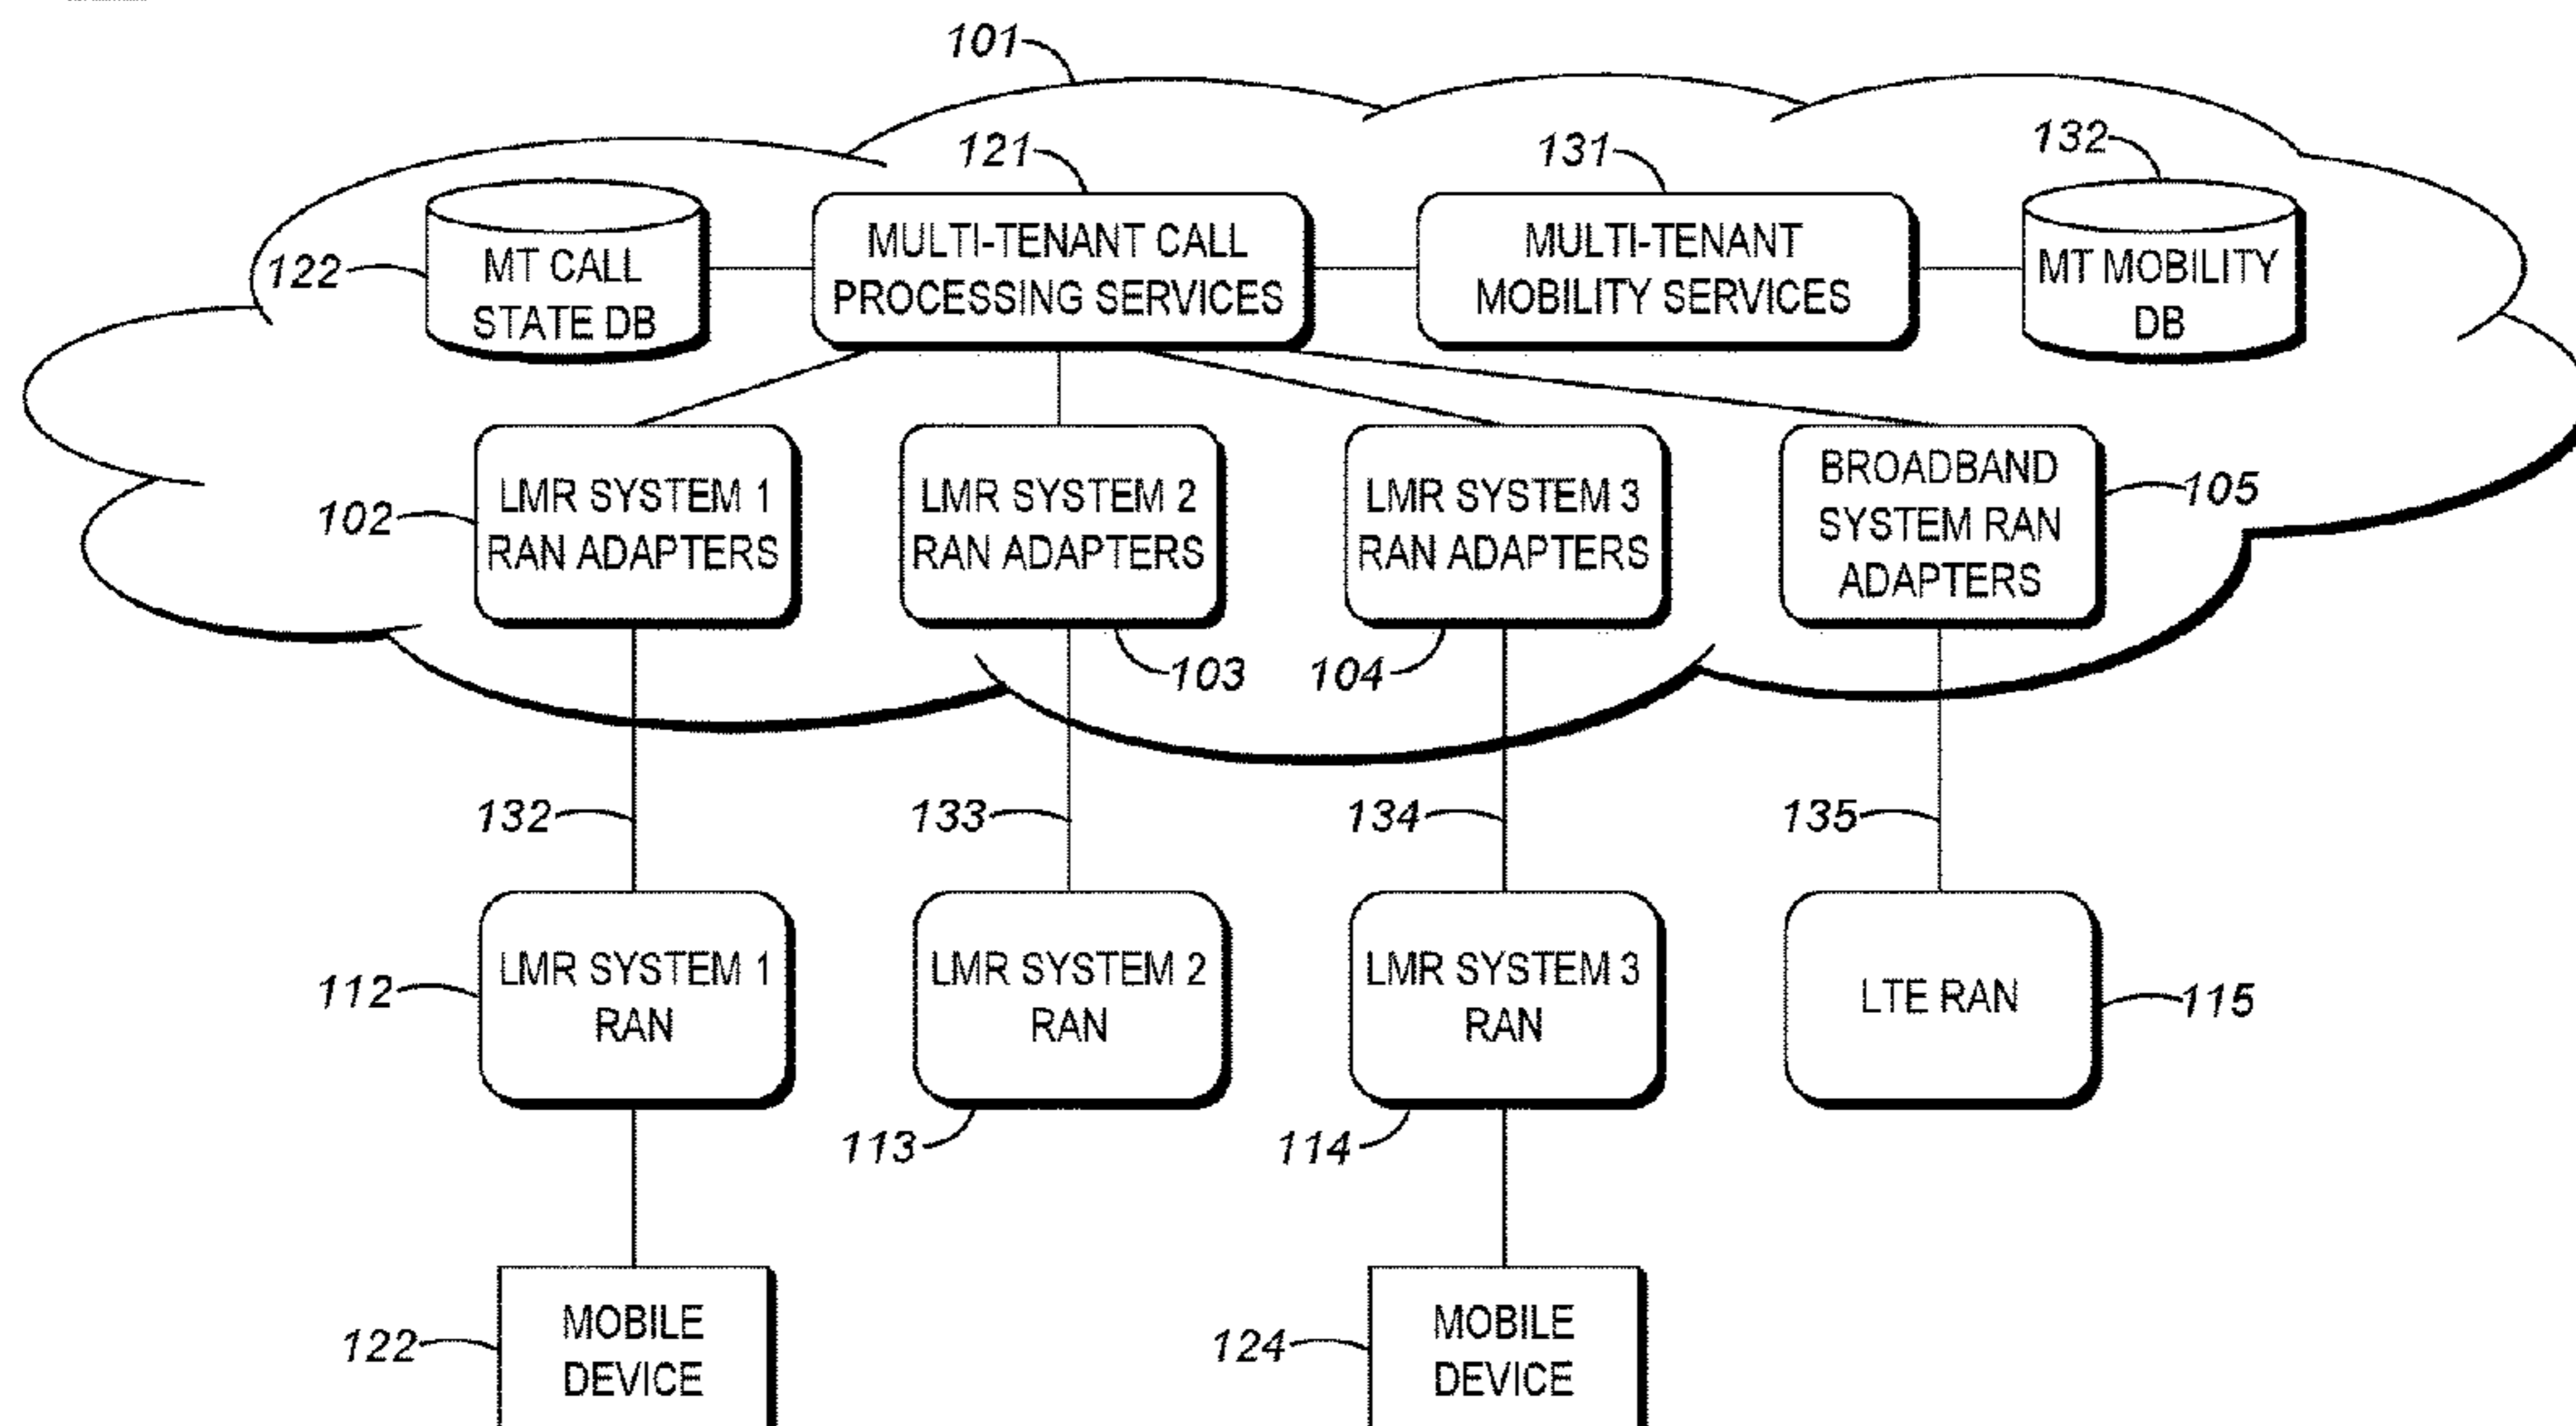 101
121
131
132
122
MT CALL
STATE DB
MULTI-TENANT CALL
PROCESSING SERVICES
MULTI-TENANT
MOBILITY SERVICES
MT MOBILITY
DB
102
LMR SYSTEM 1
RAN ADAPTERS
LMR SYSTEM 2
RAN ADAPTERS
LMR SYSTEM 3
RAN ADAPTERS
BROADBAND
SYSTEM RAN
ADAPTERS
105
103
104
132
133
134
135
112
LMR SYSTEM 1
RAN
LMR SYSTEM 2
RAN
LMR SYSTEM 3
RAN
LTE RAN
115
113
114
122
MOBILE
DEVICE
124
MOBILE
DEVICE